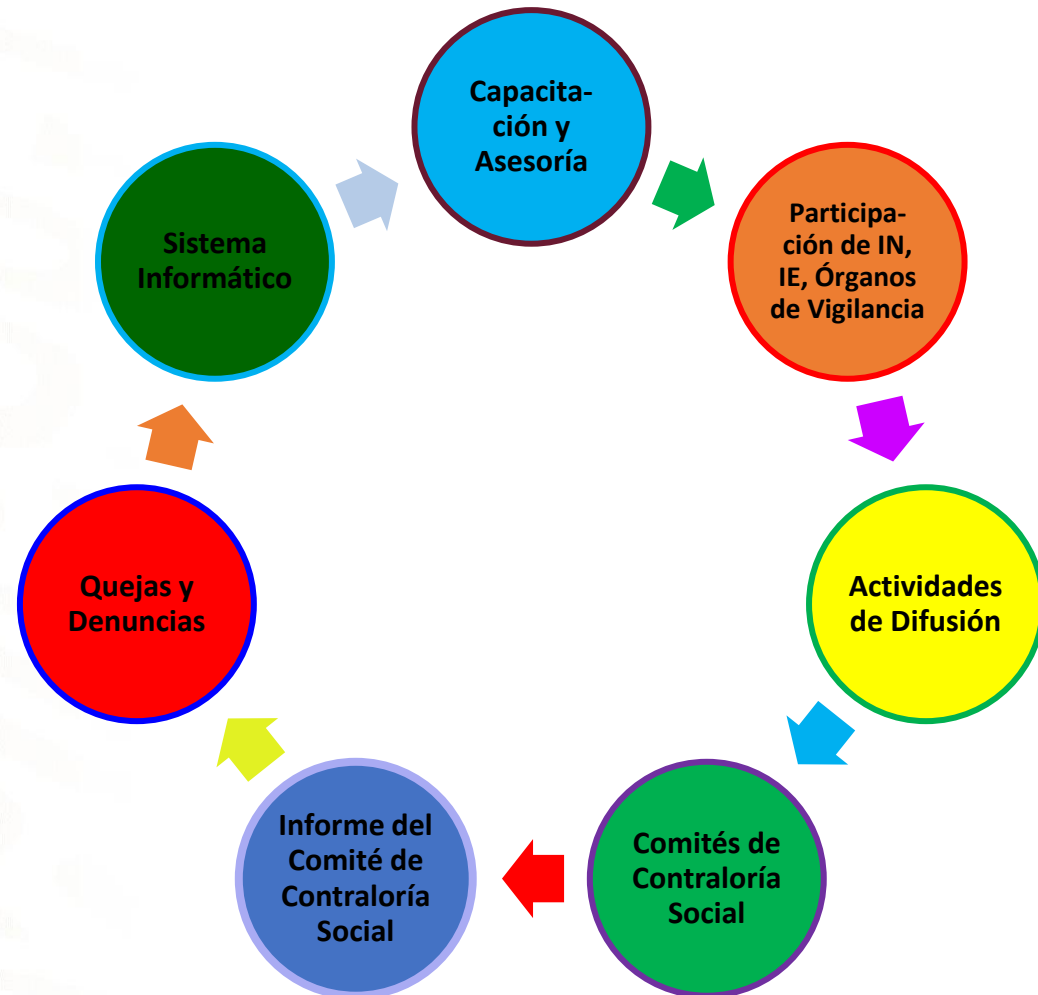 Capacita-
ción y
Asesoría
Participa-
ción de IN,
IE, Órganos
de Vigilancia
Actividades
de Difusión
Comités de
Contraloría
Social
Informe del
Comité de
Contraloría
Social
Quejas y
Denuncias
Sistema
Informático